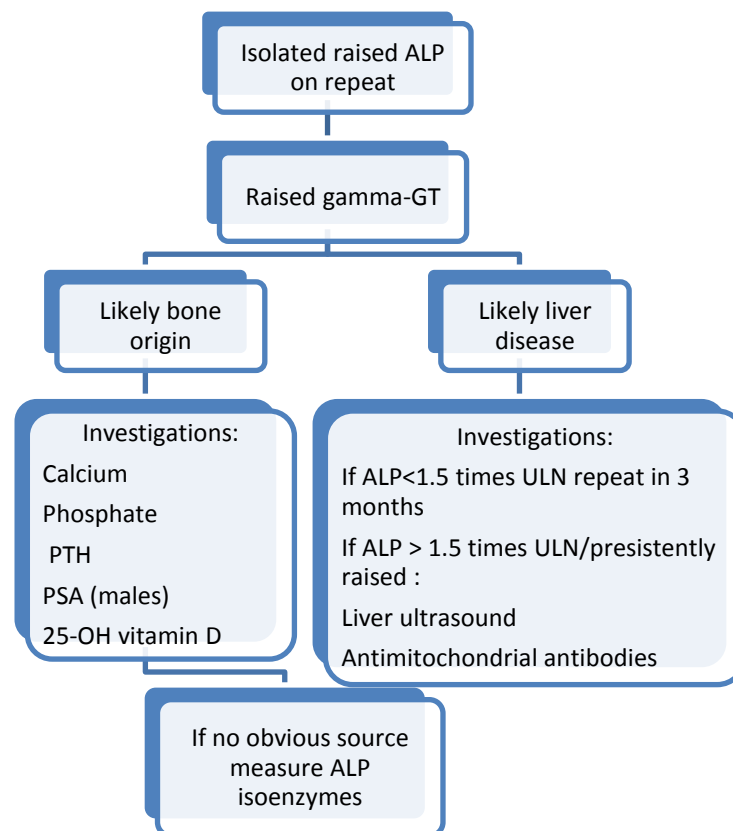 Isolated raised ALP
on repeat
Raised gamma-GT
Likely bone
origin
Likely liver
disease
Investigations:
Calcium
Phosphate
PTH
PSA (males)
25-OH vitamin D
Investigations:
If ALP<1.5 times ULN repeat in 3
months
If ALP > 1.5 times ULN/presistently
raised :
Liver ultrasound
Antimitochondrial antibodies
If no obvious source
measure ALP
isoenzymes